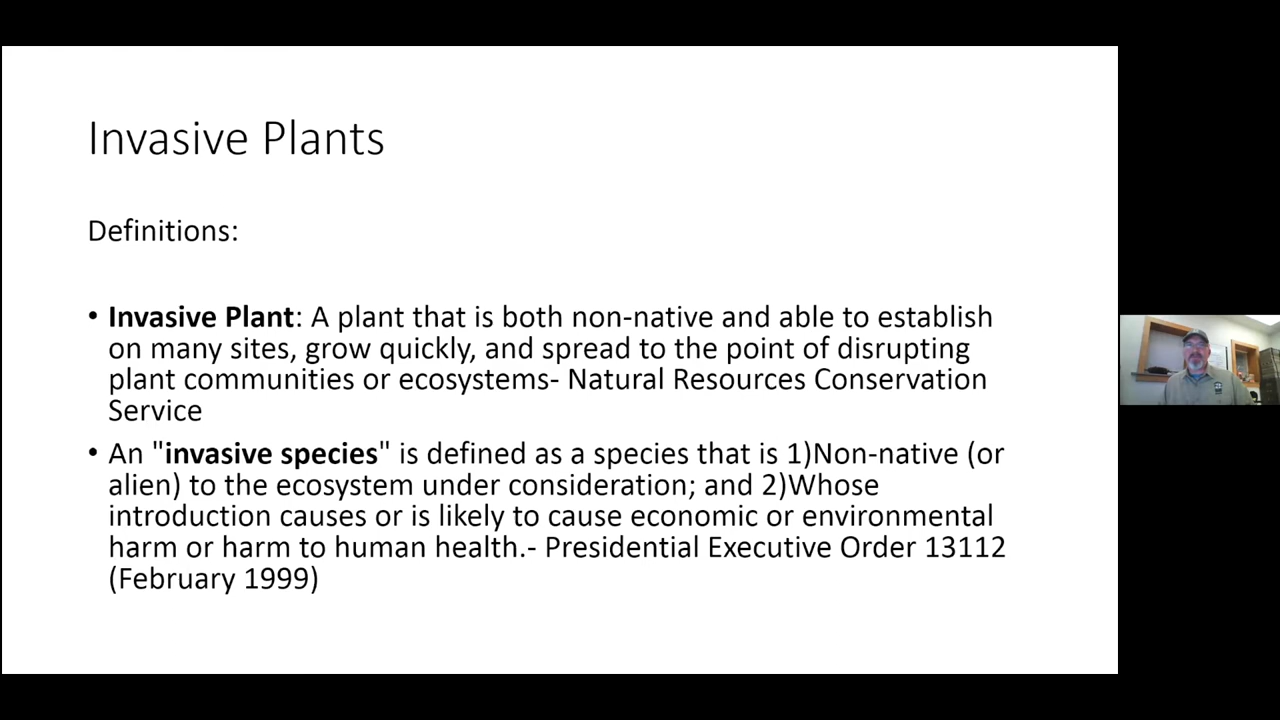 Invasive Plants
Definitions:
• Invasive Plant: A plant that is both non-native and able to establish
on many sites, grow quickly, and spread to the point of disrupting
plant communities or ecosystems- Natural Resources Conservation
Service
• An "invasive species" is defined as a species that is 1)Non-native (or
alien) to the ecosystem under consideration; and 2)Whose
introduction causes or is likely to cause economic or environmental
harm or harm to human health.- Presidential Executive Order 13112
(February 1999)